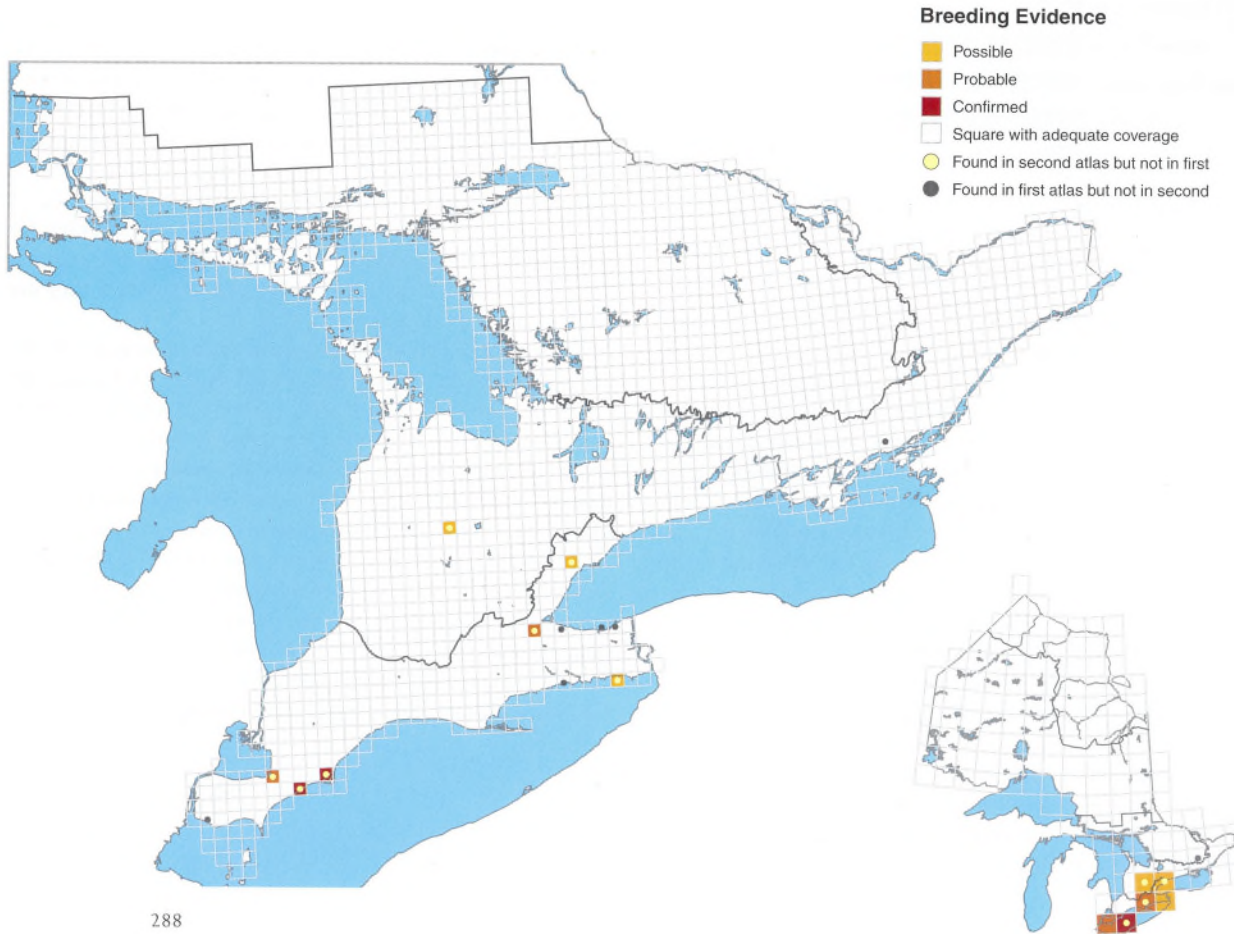 Breeding Evidence
Possible
Probable
Confirmed
Square with adequate coverage
Found in second atlas but not in first
Found in first atlas but not in second
288